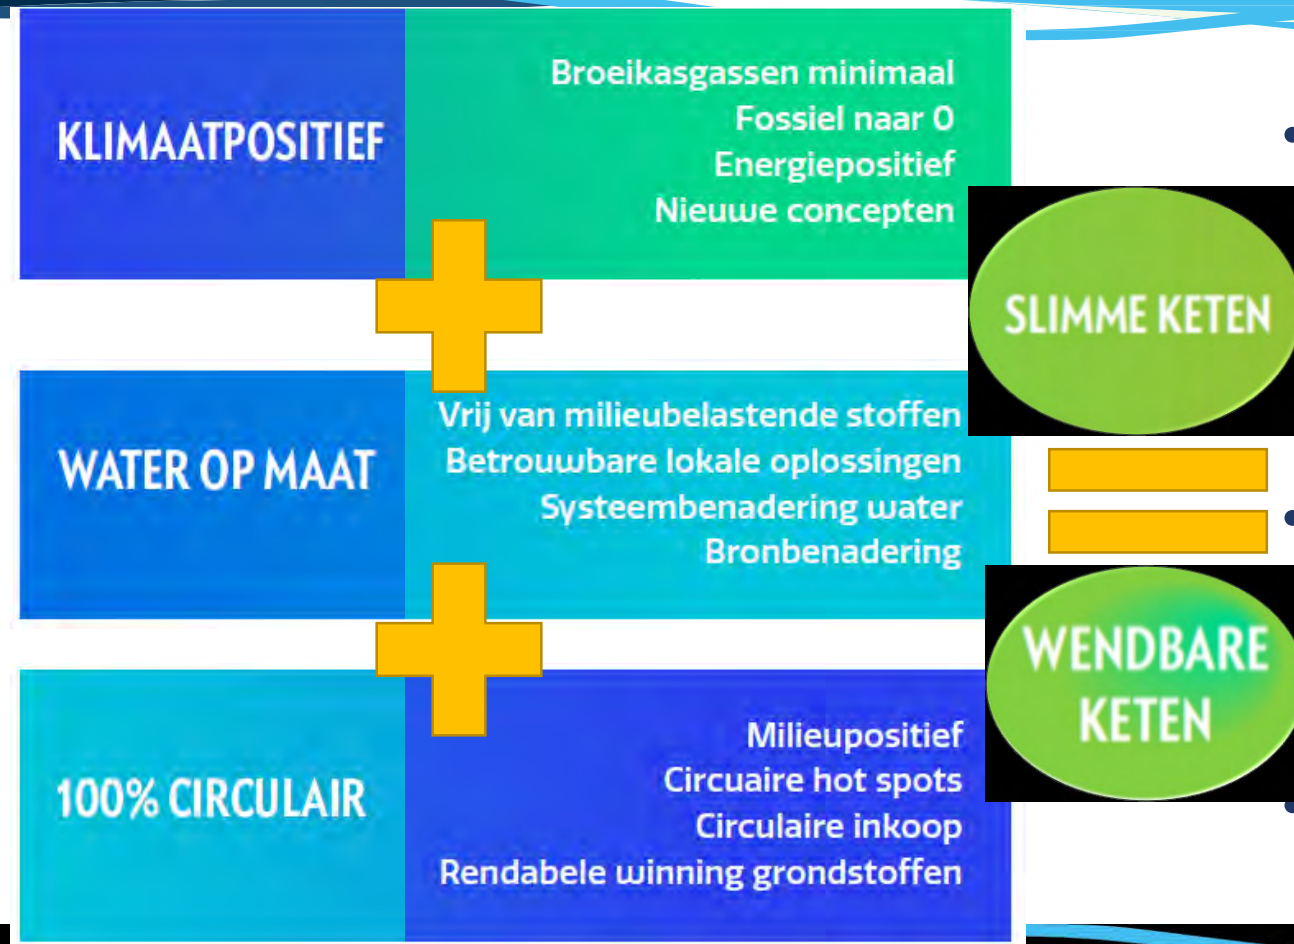 KLIMAATPOSITIEF
Broeikasgassen minimaal
Fossiel naar 0
Energiepositief
Nieuwe concepten
WATER OP MAAT
Vrij van milieubelastende stoffen
Betrouwbare lokale oplossingen
Systeembenadering water
Bronbenadering
100% CIRCULAIR
Milieupositief
Circuaire hot spots
Circulaire inkoop
Rendabele winning grondstoffen
SLIMME KETEN
WENDBARE
KETEN